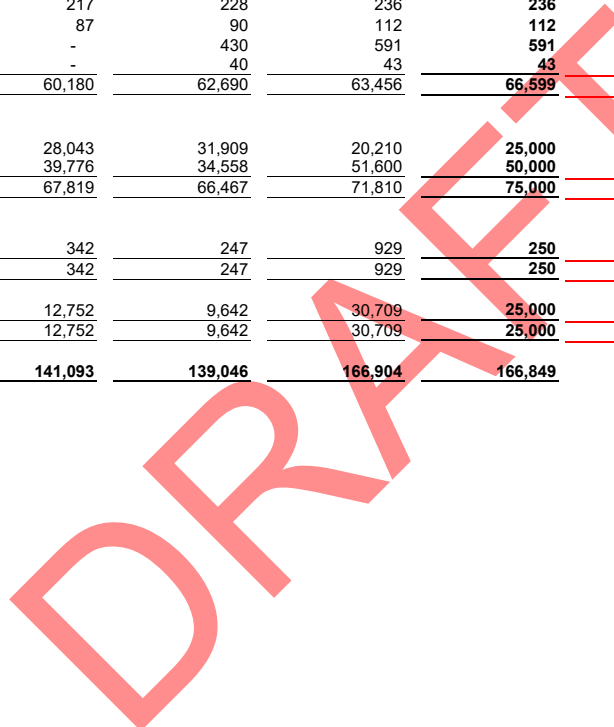 217 228 236 236
87 90 112 112
- 430 591 591
- 40 43 43
60,180 62,690 63,456 66,599
28,043 31,909 20,210 25,000
39,776 34,558 51,600 50,000
67,819 66,467 71,810 75,000
342 247 929 250
342 247 929 250
12,752 9,642 30,709 25,000
12,752 9,642 30,709 25,000
141,093 139,046 166,904 166,849
DRAFT